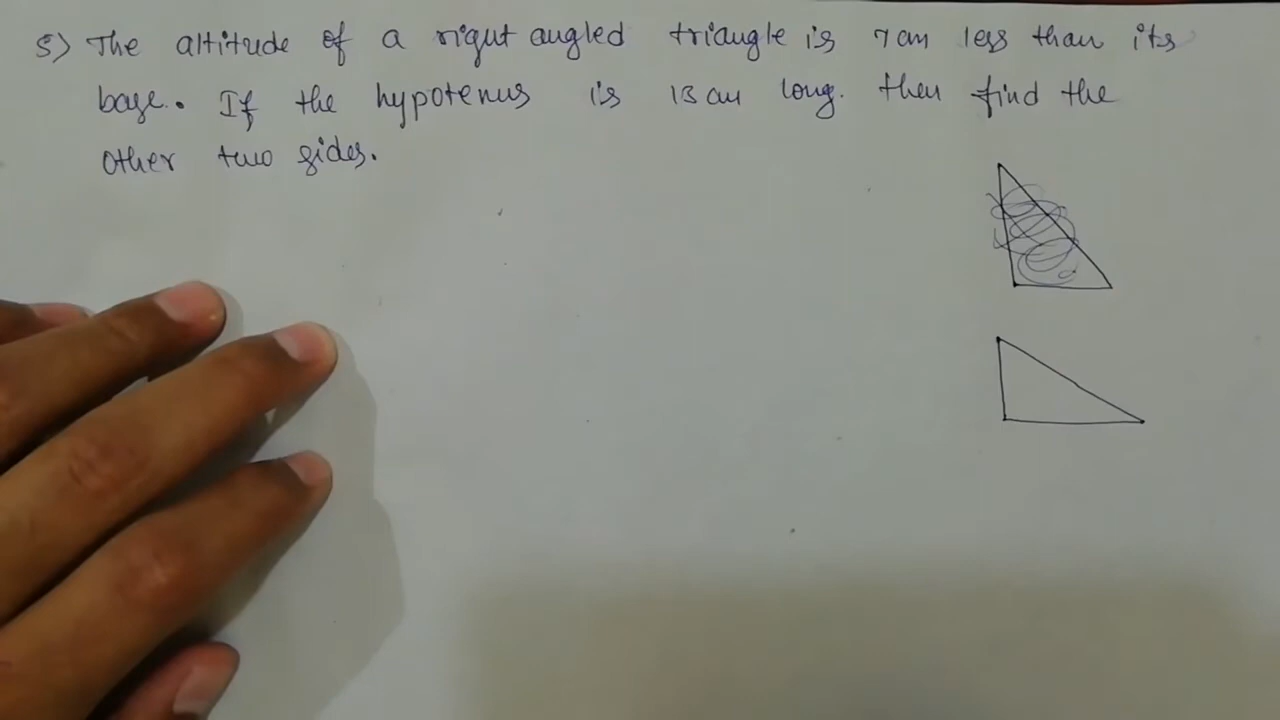 5) The altitude of a right angled triangle is 7cm less than its
base. If the hypotenus is 13cm long. then find the
other two sides.